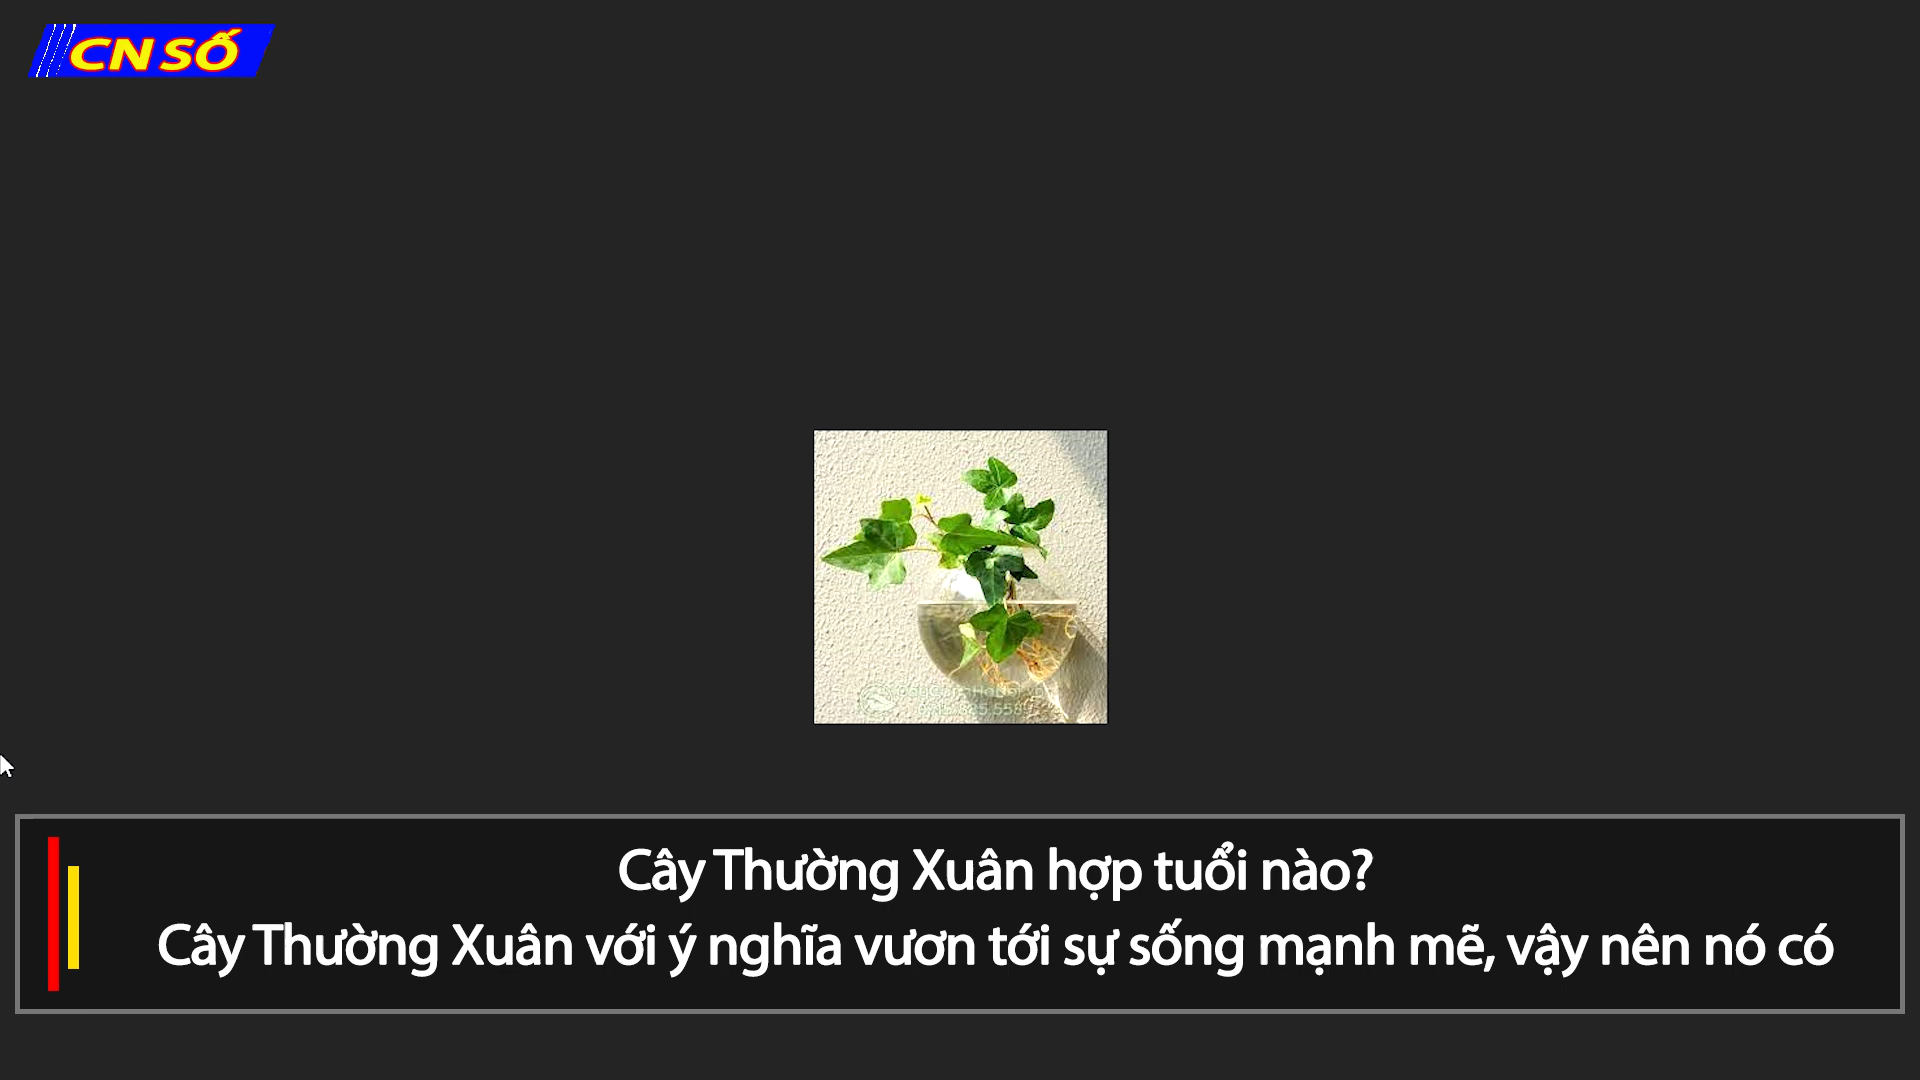 CN SỐ
Cây Thường Xuân hợp tuổi nào?
Cây Thường Xuân với ý nghĩa vươn tới sự sống mạnh mẽ, vậy nên nó có